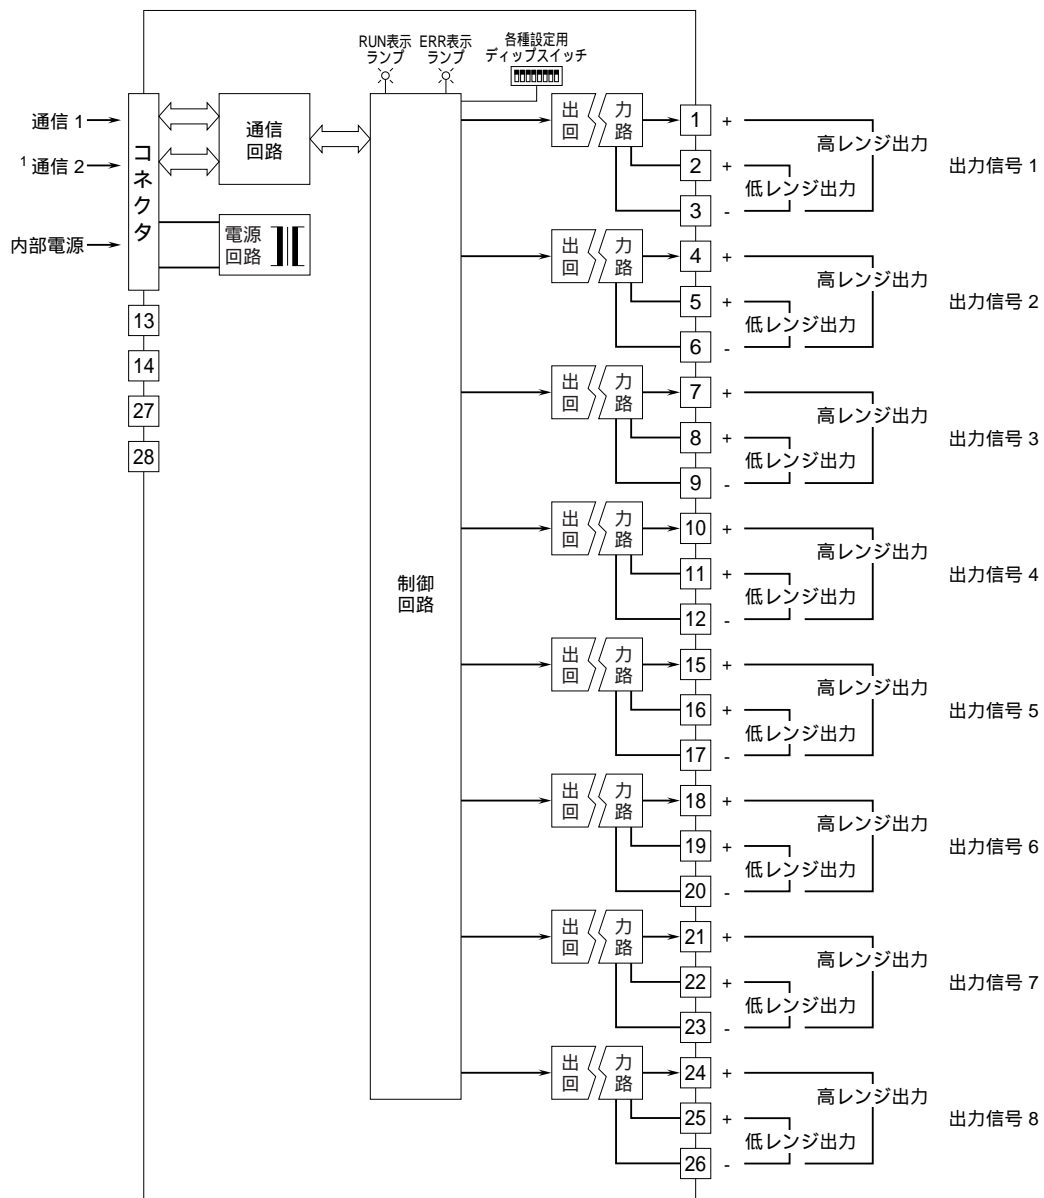 RUN表示
ランプ
ERR表示
ランプ
各種設定用
ディップスイッチ
通信 1
1 通信 2
内部電源
コネクタ
通信
回路
電源
回路
13
14
27
28
制御
回路
出 力
回 路
1 +
2 +
3 -
高レンジ出力
低レンジ出力
出力信号 1
出 力
回 路
4 +
5 +
6 -
高レンジ出力
低レンジ出力
出力信号 2
出 力
回 路
7 +
8 +
9 -
高レンジ出力
低レンジ出力
出力信号 3
出 力
回 路
10 +
11 +
12 -
高レンジ出力
低レンジ出力
出力信号 4
出 力
回 路
15 +
16 +
17 -
高レンジ出力
低レンジ出力
出力信号 5
出 力
回 路
18 +
19 +
20 -
高レンジ出力
低レンジ出力
出力信号 6
出 力
回 路
21 +
22 +
23 -
高レンジ出力
低レンジ出力
出力信号 7
出 力
回 路
24 +
25 +
26 -
高レンジ出力
低レンジ出力
出力信号 8